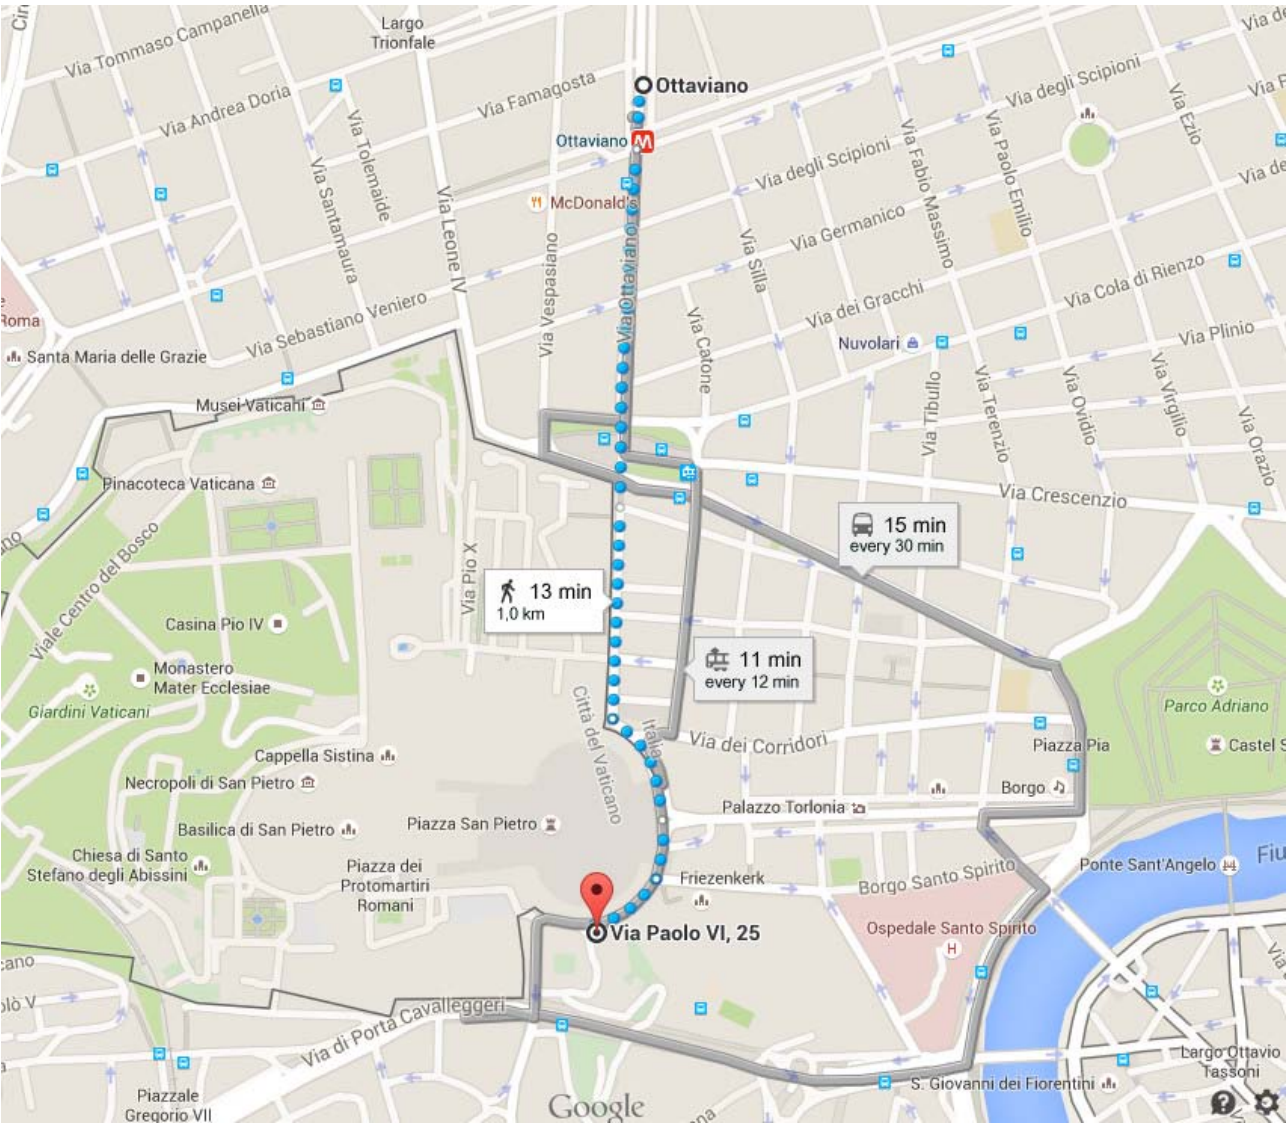 Largo
Trionfale
Via Tommaso Campanella
Ottaviano
Via Famagosta
Via degli Scipioni
Via Ezio
Via Andrea Doria
Via Tolemaide
Ottaviano
M
Via Santamaura
McDonald's
Via degli Scipioni
Via Fabio Massimo
Via Paolo Emilio
Via Leone IV
Via Germanico
Via Vespasiano
Via Ottaviano
Via Silla
Via Cola di Rienzo
Roma
Via Sebastiano Veniero
Via dei Gracchi
Via Catone
Nuvolari
Via Plinio
Santa Maria delle Grazie
Via Tibullo
Via Terenzio
Via Ovidio
Via Virgilio
Via Orazio
Musei Vaticani
Pinacoteca Vaticana
Via Crescenzio
15 min
every 30 min
Viale Centro del Bosco
Via Pio X
13 min
1,0 km
Casina Pio IV
11 min
every 12 min
Monastero
Mater Ecclesiae
Giardini Vaticani
Parco Adriano
Città del Vaticano
Italia
Via dei Corridori
Piazza Pia
Castel S
Cappella Sistina
Necropoli di San Pietro
Borgo
Palazzo Torlonia
Basilica di San Pietro
Piazza San Pietro
Chiesa di Santo
Stefano degli Abissini
Piazza dei
Protomartiri
Romani
Friezenkerk
Borgo Santo Spirito
Ponte Sant'Angelo
Fiu
Via Paolo VI, 25
Ospedale Santo Spirito
H
Via di Porta Cavalleggeri
Largo Ottavio
Tassoni
S. Giovanni dei Fiorentini
Piazzale
Gregorio VII
Google